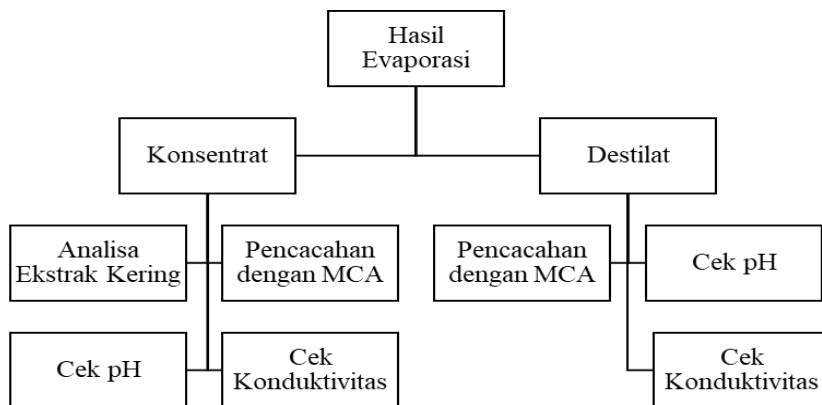 Hasil
Evaporasi
Konsentrat
Destilat
Analisa
Ekstrak Kering
Pencacahan
dengan MCA
Pencacahan
dengan MCA
Cek pH
Cek pH
Cek
Konduktivitas
Cek
Konduktivitas